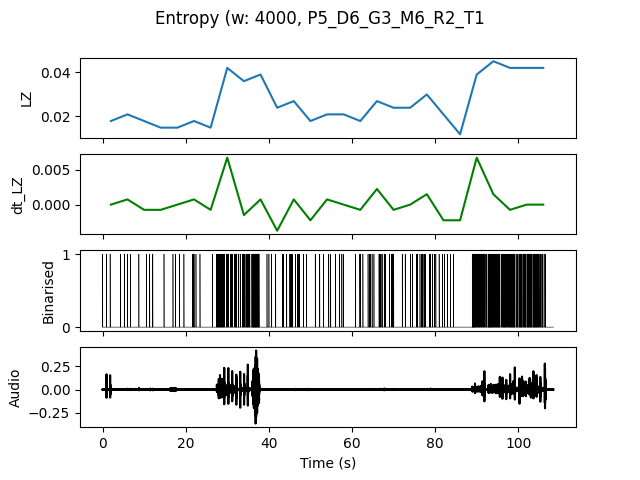 Entropy (w: 4000, P5_D6_G3_M6_R2_T1
0.04
0.02
LZ
0.005
0.000
dt_LZ
1
0
Binarised
0.25
0.00
−0.25
Audio
0 20 40 60 80 100
Time (s)